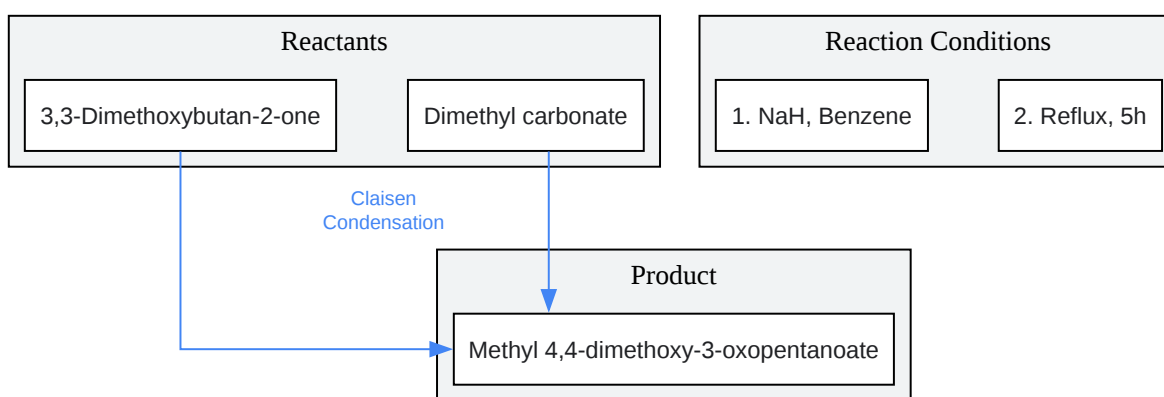 Reactants
Reaction Conditions
3,3-Dimethoxybutan-2-one
Dimethyl carbonate
1. NaH, Benzene
2. Reflux, 5h
Claisen
Condensation
Product
Methyl 4,4-dimethoxy-3-oxopentanoate